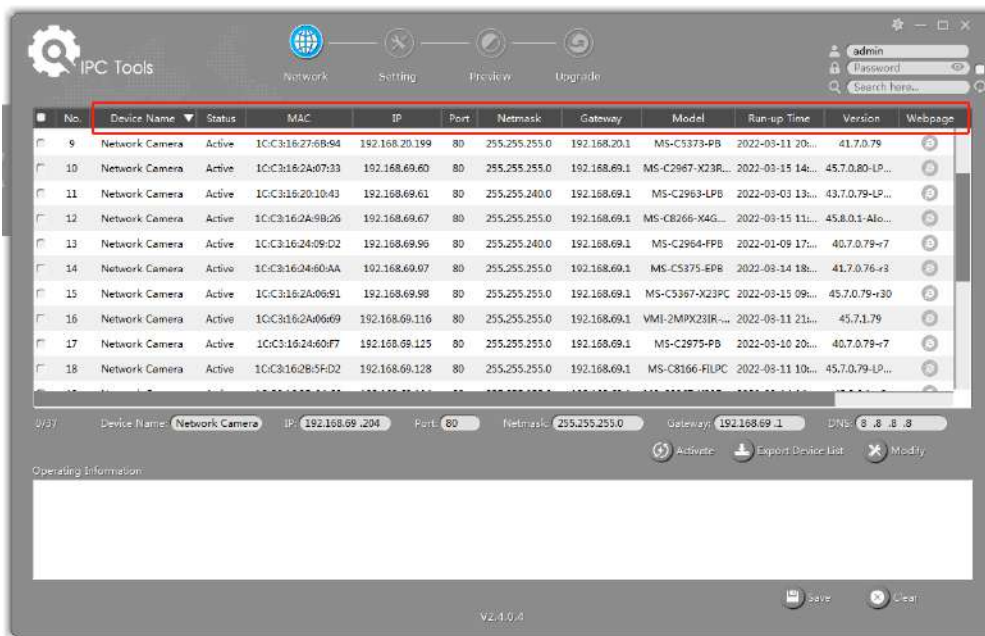 IPC Tools
Network Setting Preview Upgrade
admin
Password
Search here...
No. Device Name Status MAC IP Port Netmask Gateway Model Run-up Time Version Webpage
9 Network Camera Active 1C:C3:16:27:6B:94 192.168.20.199 80 255.255.255.0 192.168.20.1 MS-C5373-PB 2022-03-11 20:... 41.7.0.79
10 Network Camera Active 1C:C3:16:2A:07:33 192.168.69.60 80 255.255.255.0 192.168.69.1 MS-C2967-X23R... 2022-03-15 14:... 45.7.0.80-LP...
11 Network Camera Active 1C:C3:16:20:10:43 192.168.69.61 80 255.255.240.0 192.168.69.1 MS-C2963-LPB 2022-03-03 13:... 43.7.0.79-LP...
12 Network Camera Active 1C:C3:16:2A:9B:26 192.168.69.67 80 255.255.255.0 192.168.69.1 MS-C8266-X4G... 2022-03-15 11:... 45.8.0.1-AIo...
13 Network Camera Active 1C:C3:16:24:09:D2 192.168.69.96 80 255.255.240.0 192.168.69.1 MS-C2964-FPB 2022-01-09 17:... 40.7.0.79-r7
14 Network Camera Active 1C:C3:16:24:60:AA 192.168.69.97 80 255.255.255.0 192.168.69.1 MS-C5375-EPB 2022-03-14 18:... 41.7.0.76-r3
15 Network Camera Active 1C:C3:16:2A:06:91 192.168.69.98 80 255.255.255.0 192.168.69.1 MS-C5367-X23PC 2022-03-15 09:... 45.7.0.79-r30
16 Network Camera Active 1C:C3:16:2A:06:69 192.168.69.116 80 255.255.255.0 192.168.69.1 VMI-2MPX23IR-... 2022-03-11 21:... 45.7.1.79
17 Network Camera Active 1C:C3:16:24:60:F7 192.168.69.125 80 255.255.255.0 192.168.69.1 MS-C2975-PB 2022-03-10 20:... 40.7.0.79-r7
18 Network Camera Active 1C:C3:16:2B:5F:D2 192.168.69.128 80 255.255.255.0 192.168.69.1 MS-C8166-FILPC 2022-03-11 10:... 45.7.0.79-LP...
0/37 Device Name: Network Camera IP: 192.168.69 .204 Port: 80 Netmask: 255.255.255.0 Gateway: 192.168.69 .1 DNS: 8 .8 .8 .8
Activate Export Device List Modify
Operating Information
Save Clear
V2.4.0.4